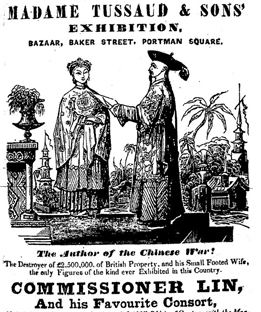 MADAME TUSSAUD & SONS'
EXHIBITION,
BAZAAR, BAKER STREET, PORTMAN SQUARE.
The Author of the Chinese War!
The Destroyer of £2,500,000. of British Property, and his Small Footed Wife,
the only Figures of the kind ever Exhibited in this Country.
COMMISSIONER LIN,
And his Favourite Consort,